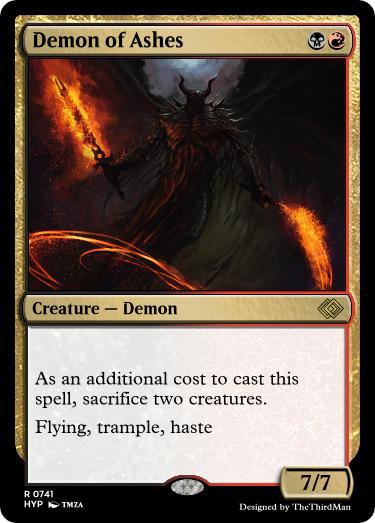 Demon of Ashes
Creature — Demon
As an additional cost to cast this
spell, sacrifice two creatures.
Flying, trample, haste
7/7
R 0741
HYP TMZA
Designed by TheThirdMan